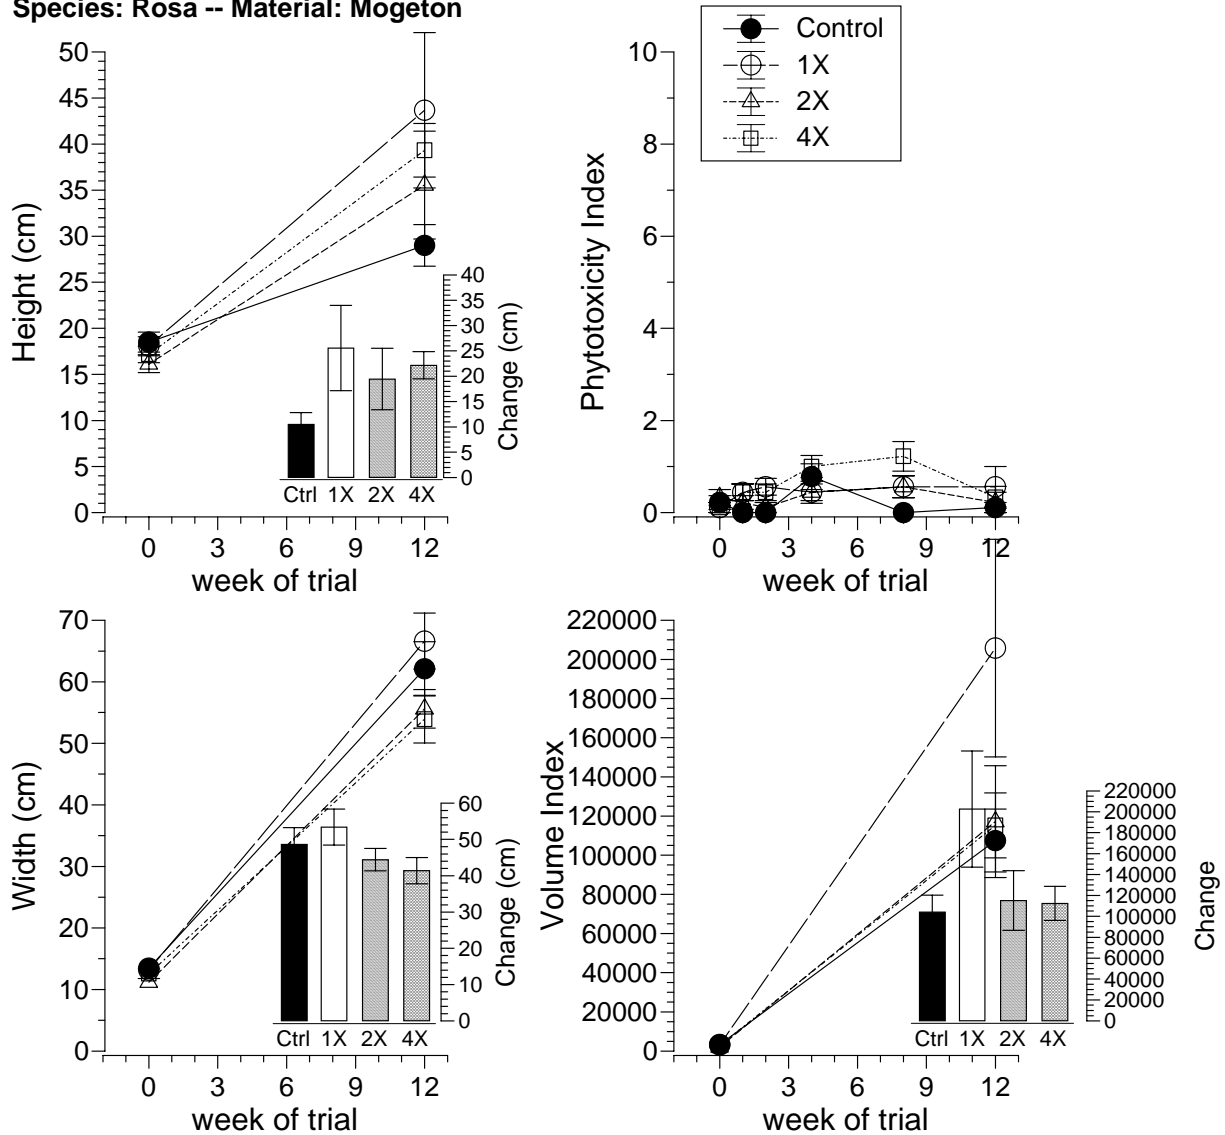 Species: Rosa -- Material: Mogeton
Control
1X
2X
4X
Height (cm)
50
45
40
35
30
25
20
15
10
5
0
0 3 6 9 12
week of trial
Change (cm)
40
35
30
25
20
15
10
5
0
Ctrl 1X 2X 4X
Phytotoxicity Index
10
8
6
4
2
0
0 3 6 9 12
week of trial
Width (cm)
70
60
50
40
30
20
10
0
0 3 6 9 12
week of trial
Change (cm)
60
50
40
30
20
10
0
Ctrl 1X 2X 4X
Volume Index
220000
200000
180000
160000
140000
120000
100000
80000
60000
40000
20000
0
0 3 6 9 12
week of trial
Change
220000
200000
180000
160000
140000
120000
100000
80000
60000
40000
20000
0
Ctrl 1X 2X 4X